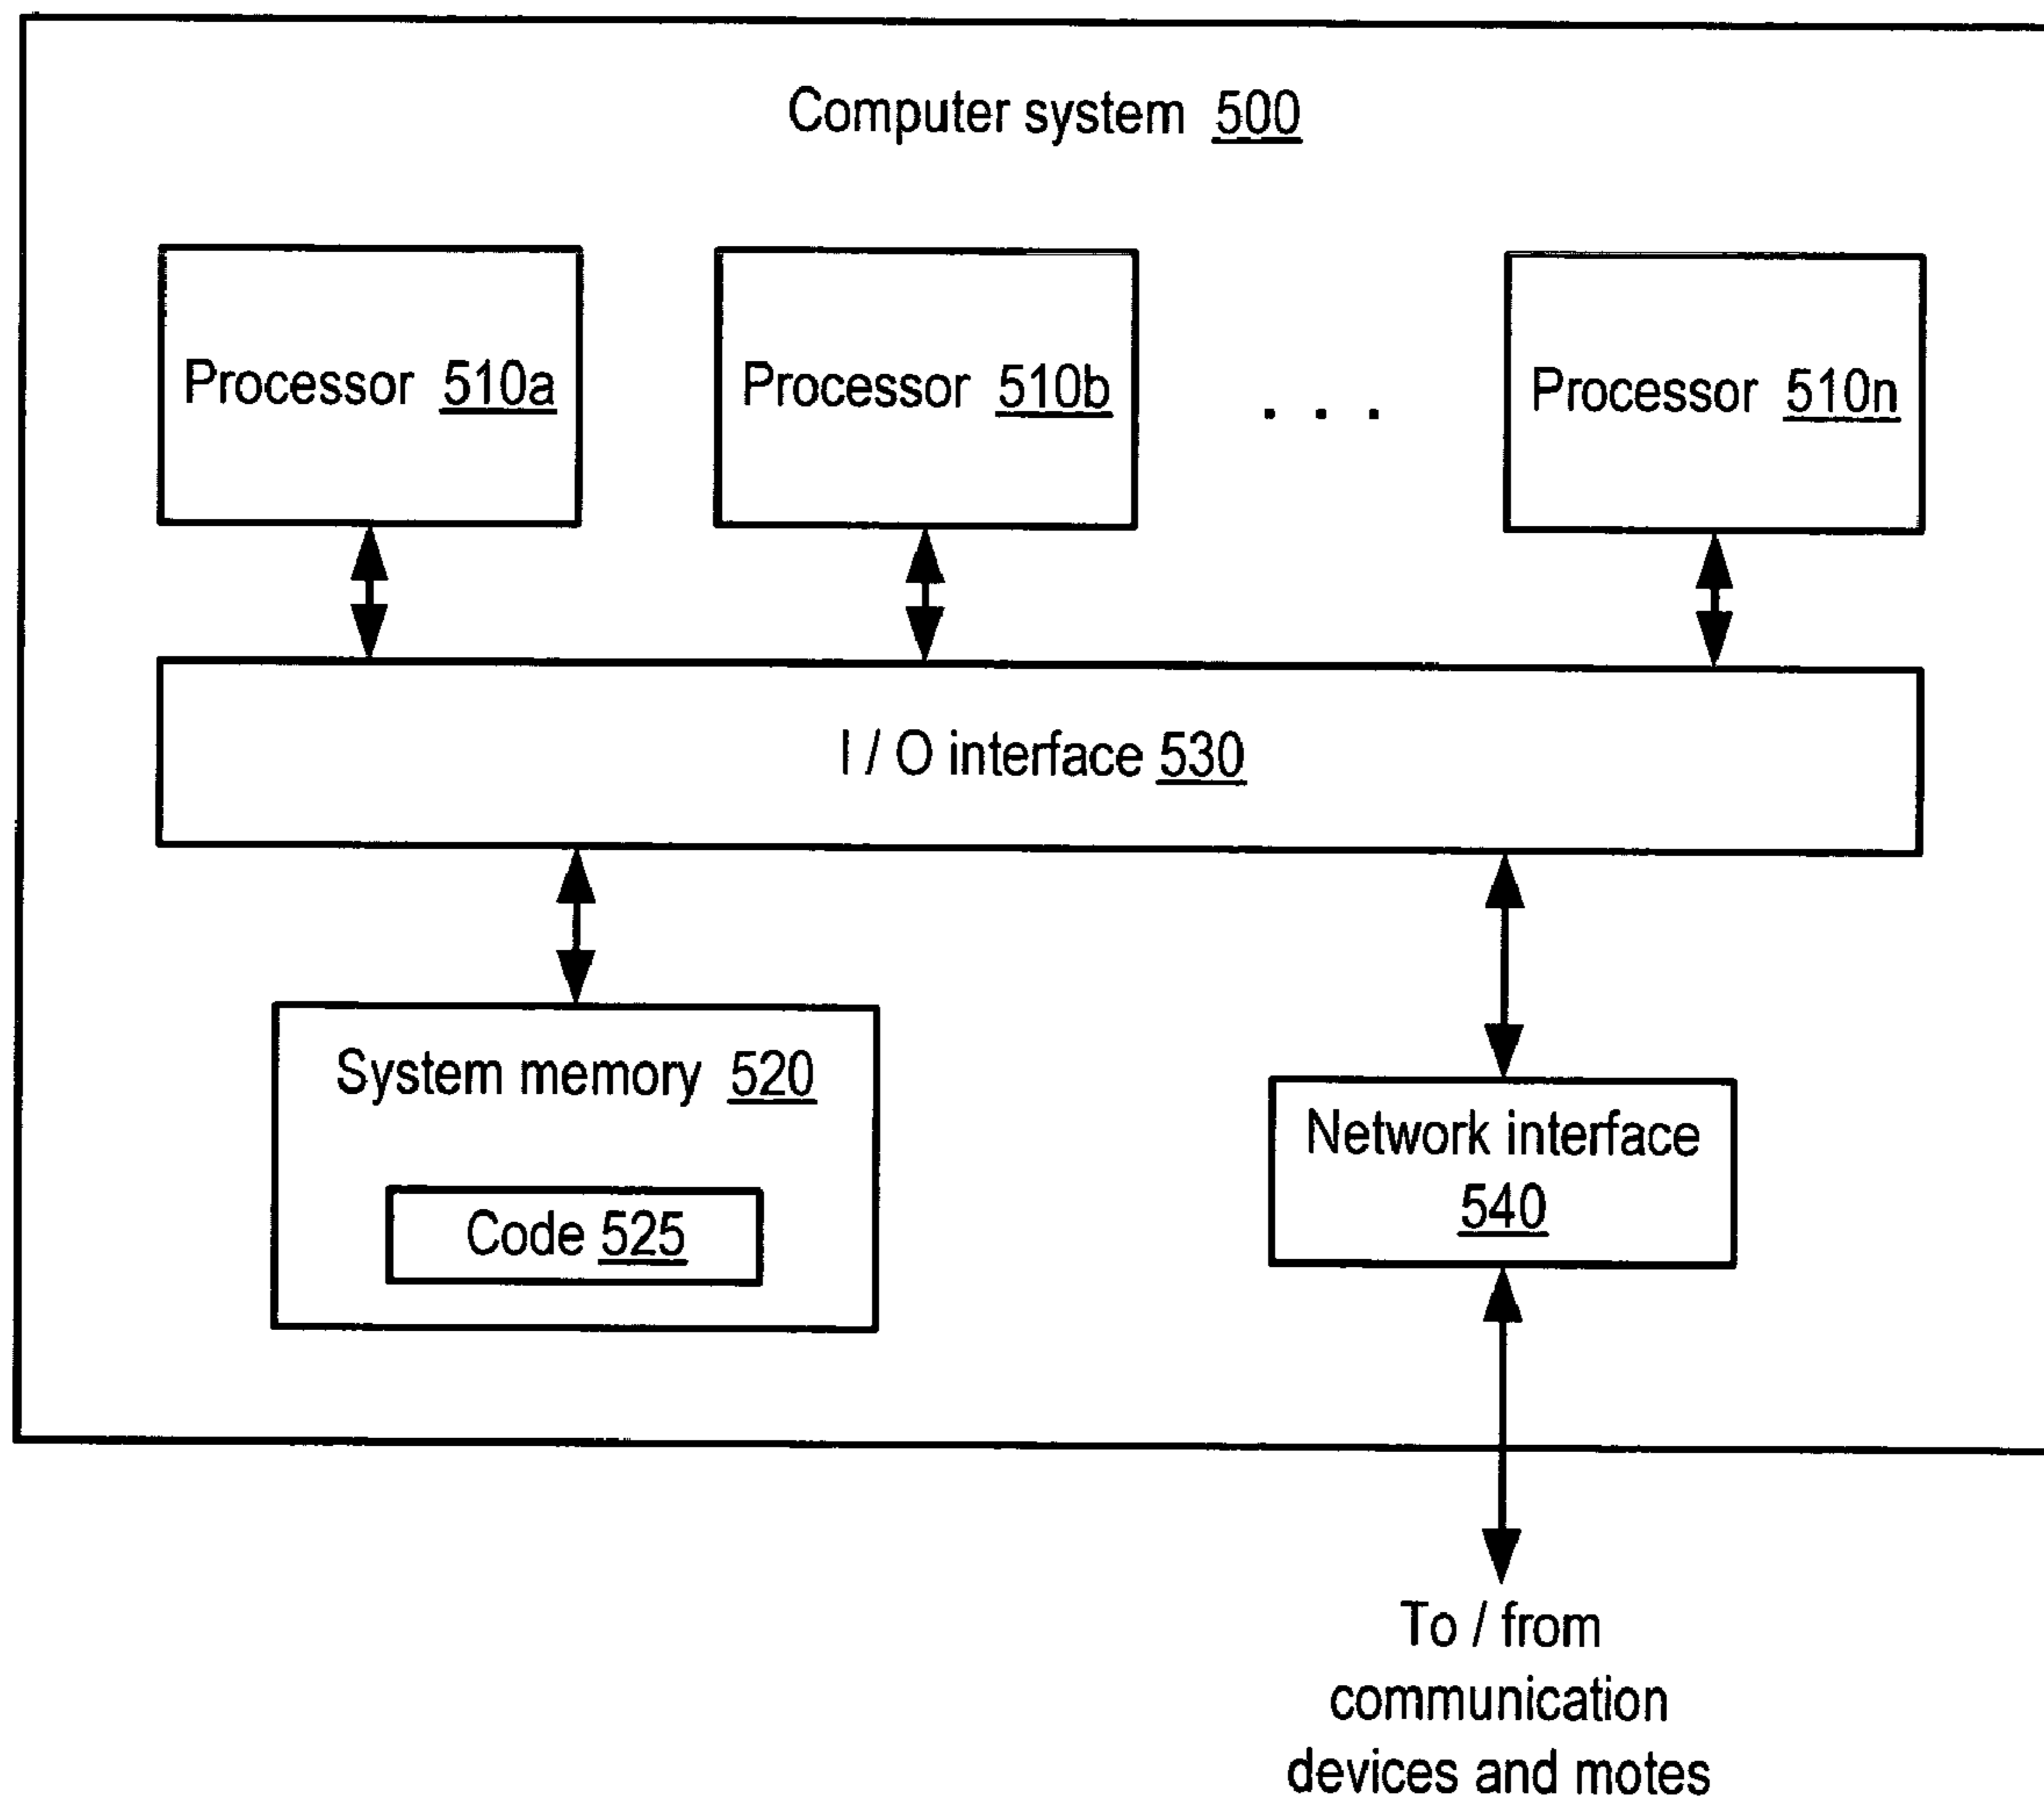 Computer system 500
Processor 510a
Processor 510b
. . .
Processor 510n
I / O interface 530
System memory 520
Code 525
Network interface
540
To / from
communication
devices and motes